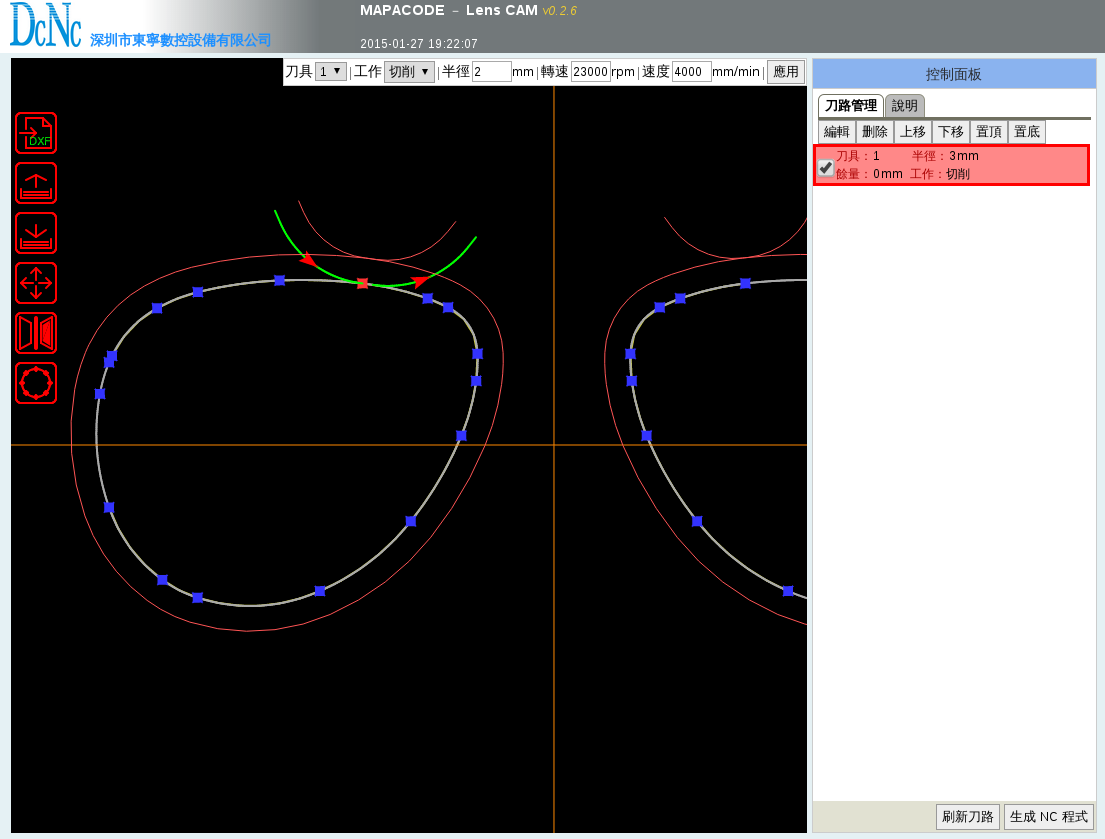 DcNc 深圳市東寧數控設備有限公司
MAPACODE – Lens CAM v0.2.6
2015-01-27 19:22:07
刀具 1 ▼ | 工作 切削 ▼ | 半徑 2 mm | 轉速 23000 rpm | 速度 4000 mm/min | 應用
DXF
控制面板
刀路管理 說明
編輯 刪除 上移 下移 置頂 置底
刀具：1 半徑：3mm
餘量：0mm 工作：切削
刷新刀路 生成 NC 程式